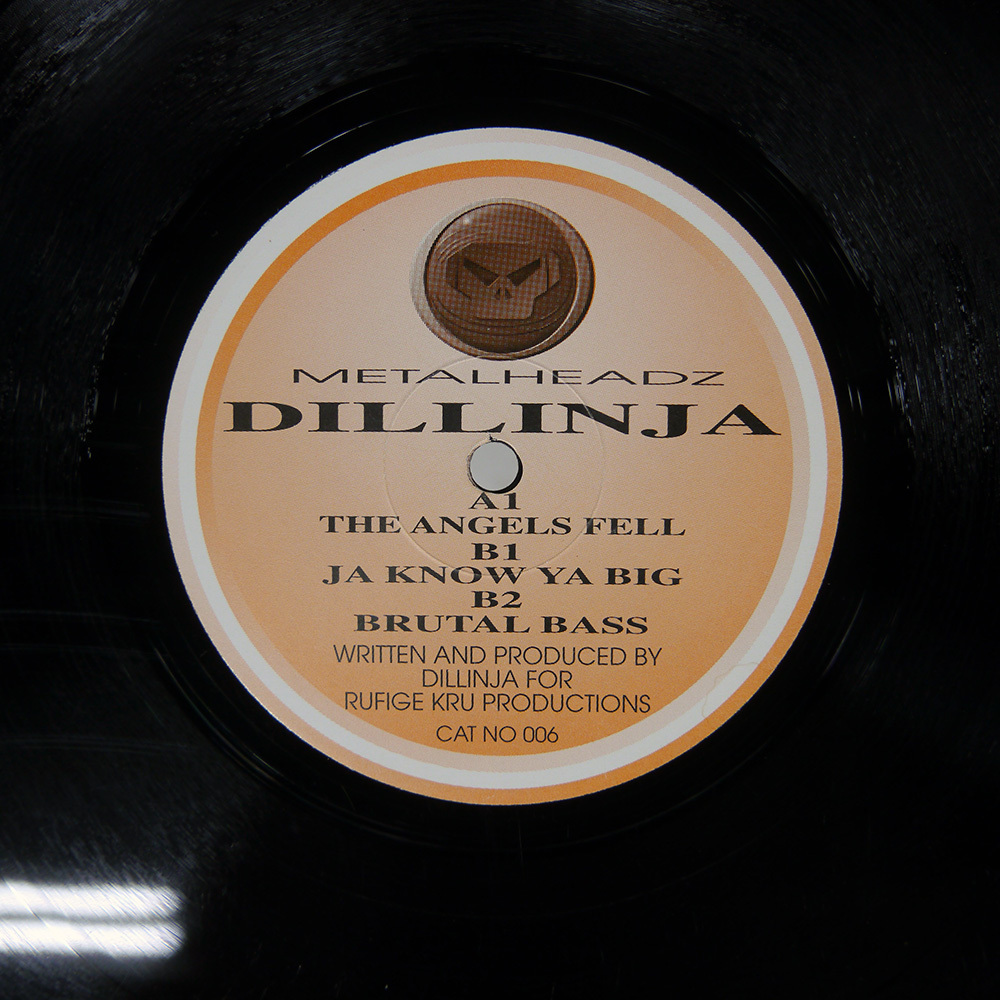 METALHEADZ
DILLINJA
A1
THE ANGELS FELL
B1
JA KNOW YA BIG
B2
BRUTAL BASS
WRITTEN AND PRODUCED BY
DILLINJA FOR
RUFIGE KRU PRODUCTIONS
CAT NO 006